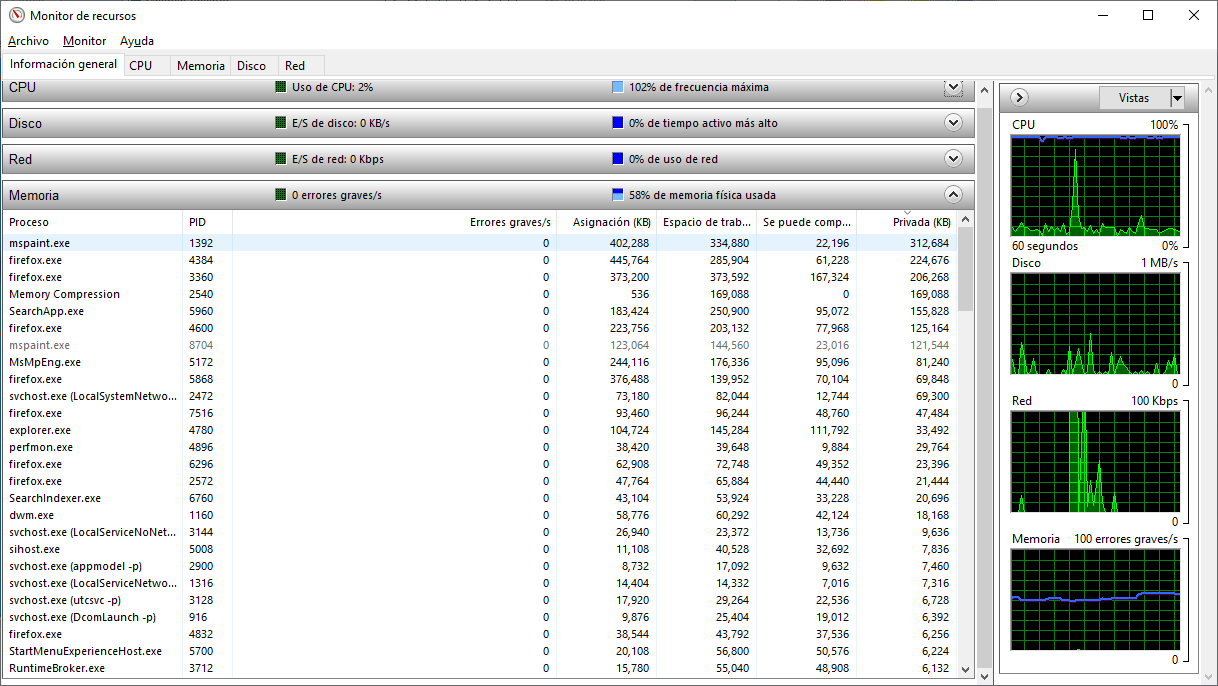 Monitor de recursos
Archivo Monitor Ayuda
Información general CPU Memoria Disco Red
CPU Uso de CPU: 2% 102% de frecuencia máxima
Disco E/S de disco: 0 KB/s 0% de tiempo activo más alto
Red E/S de red: 0 Kbps 0% de uso de red
Memoria 0 errores graves/s 58% de memoria física usada
Proceso PID Errores graves/s Asignación (KB) Espacio de trab... Se puede comp... Privada (KB)
mspaint.exe 1392 0 402,288 334,880 22,196 312,684
firefox.exe 4384 0 445,764 285,904 61,228 224,676
firefox.exe 3360 0 373,200 373,592 167,324 206,268
Memory Compression 2540 0 536 169,088 0 169,088
SearchApp.exe 5960 0 183,424 250,900 95,072 155,828
firefox.exe 4600 0 223,756 203,132 77,968 125,164
mspaint.exe 8704 0 123,064 144,560 23,016 121,544
MsMpEng.exe 5172 0 244,116 176,336 95,096 81,240
firefox.exe 5868 0 376,488 139,952 70,104 69,848
svchost.exe (LocalSystemNetwo... 2472 0 73,180 82,044 12,744 69,300
firefox.exe 7516 0 93,460 96,244 48,760 47,484
explorer.exe 4780 0 104,724 145,284 111,792 33,492
perfmon.exe 4896 0 38,420 39,648 9,884 29,764
firefox.exe 6296 0 62,908 72,748 49,352 23,396
firefox.exe 2572 0 47,764 65,884 44,440 21,444
SearchIndexer.exe 6760 0 43,104 53,924 33,228 20,696
dwm.exe 1160 0 58,776 60,292 42,124 18,168
svchost.exe (LocalServiceNoNet... 3144 0 26,940 23,372 13,736 9,636
sihost.exe 5008 0 11,108 40,528 32,692 7,836
svchost.exe (appmodel -p) 2900 0 8,732 17,092 9,632 7,460
svchost.exe (LocalServiceNetwo... 1316 0 14,404 14,332 7,016 7,316
svchost.exe (utcsvc -p) 3128 0 17,920 29,264 22,536 6,728
svchost.exe (DcomLaunch -p) 916 0 9,876 25,404 19,012 6,392
firefox.exe 4832 0 38,544 43,792 37,536 6,256
StartMenuExperienceHost.exe 5700 0 20,108 56,800 50,576 6,224
RuntimeBroker.exe 3712 0 15,780 55,040 48,908 6,132
Vistas
CPU 100%
60 segundos 0%
Disco 1 MB/s
0
Red 100 Kbps
0
Memoria 100 errores graves/s
0